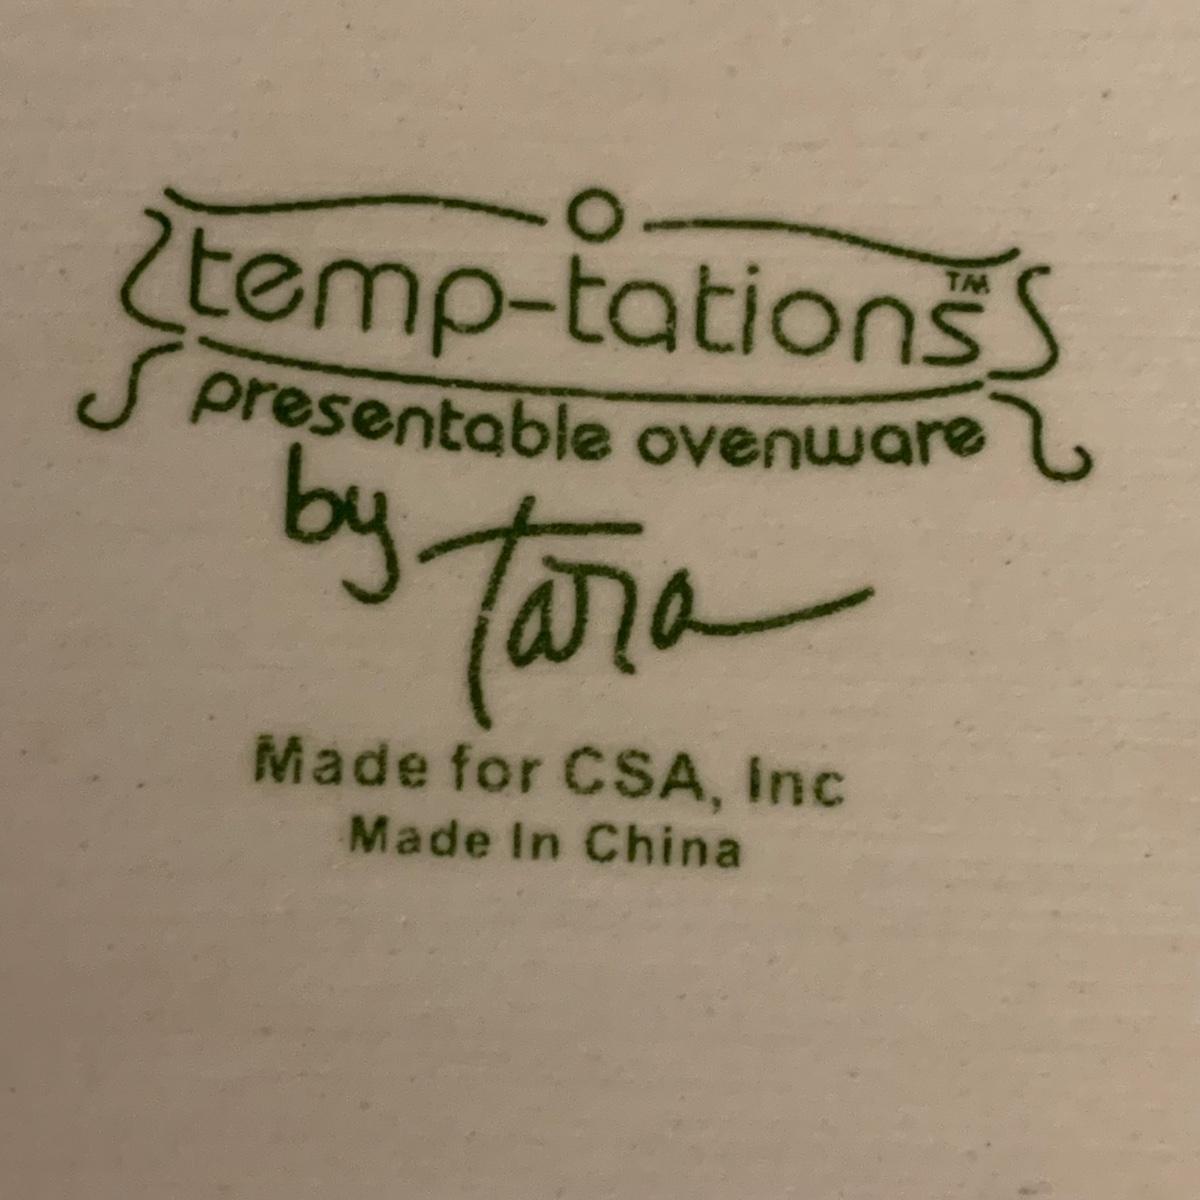 temp-tations™
presentable ovenware
by Tara
Made for CSA, Inc
Made In China